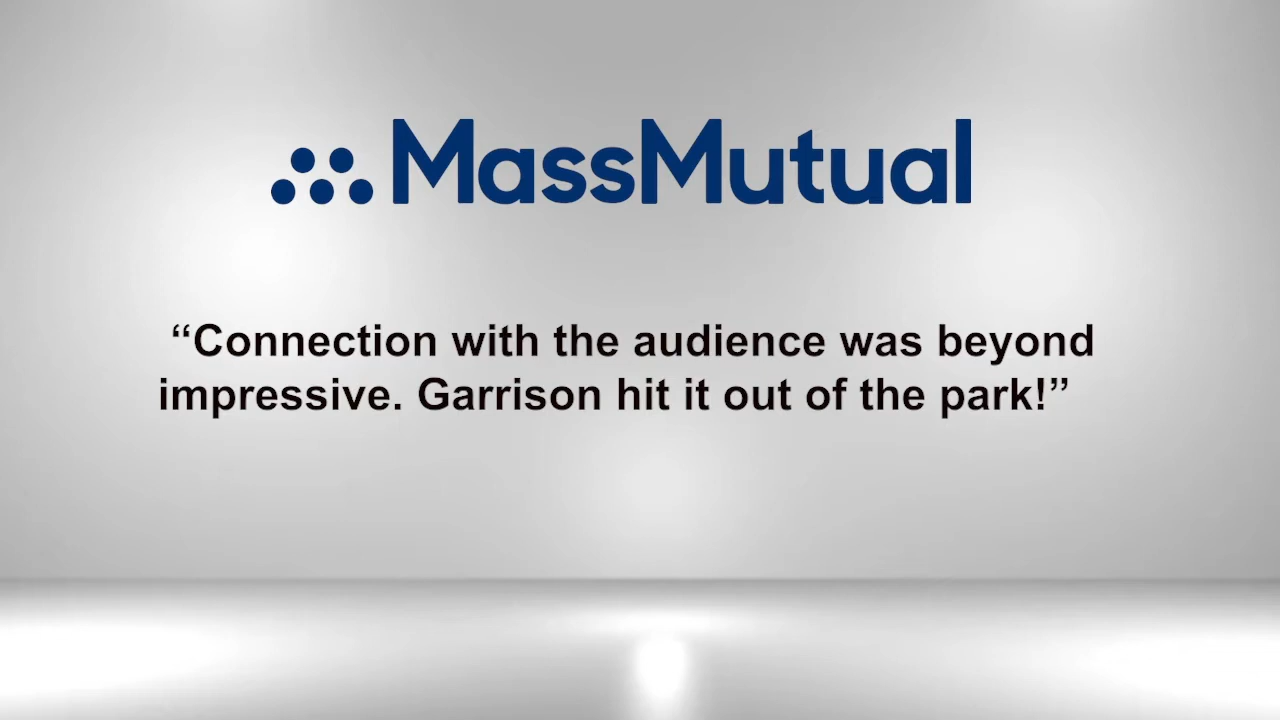 MassMutual
“Connection with the audience was beyond
impressive. Garrison hit it out of the park!”